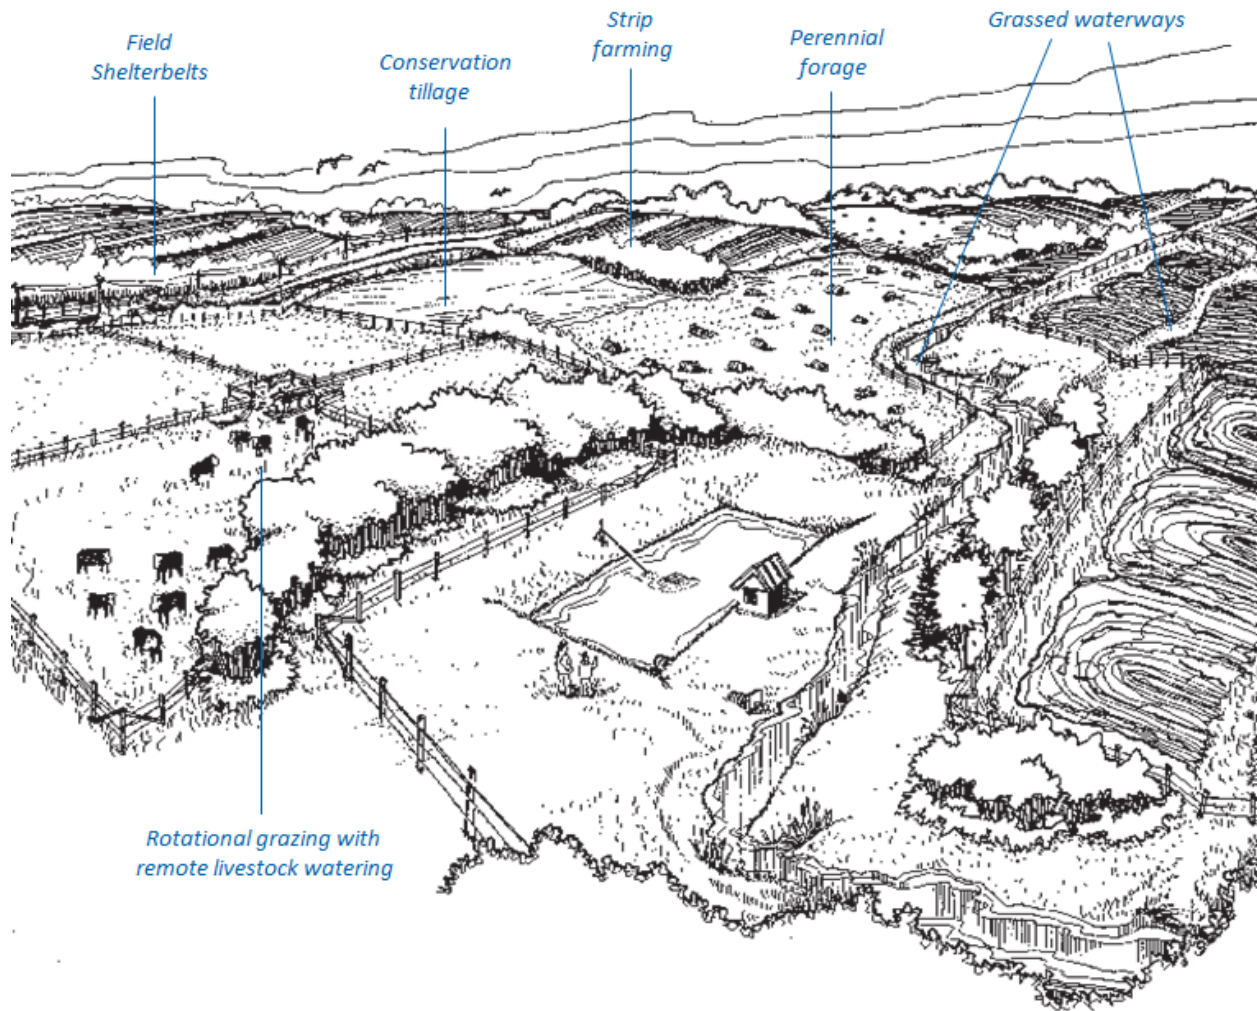 Field
Shelterbelts
Conservation
tillage
Strip
farming
Perennial
forage
Grassed waterways
Rotational grazing with
remote livestock watering